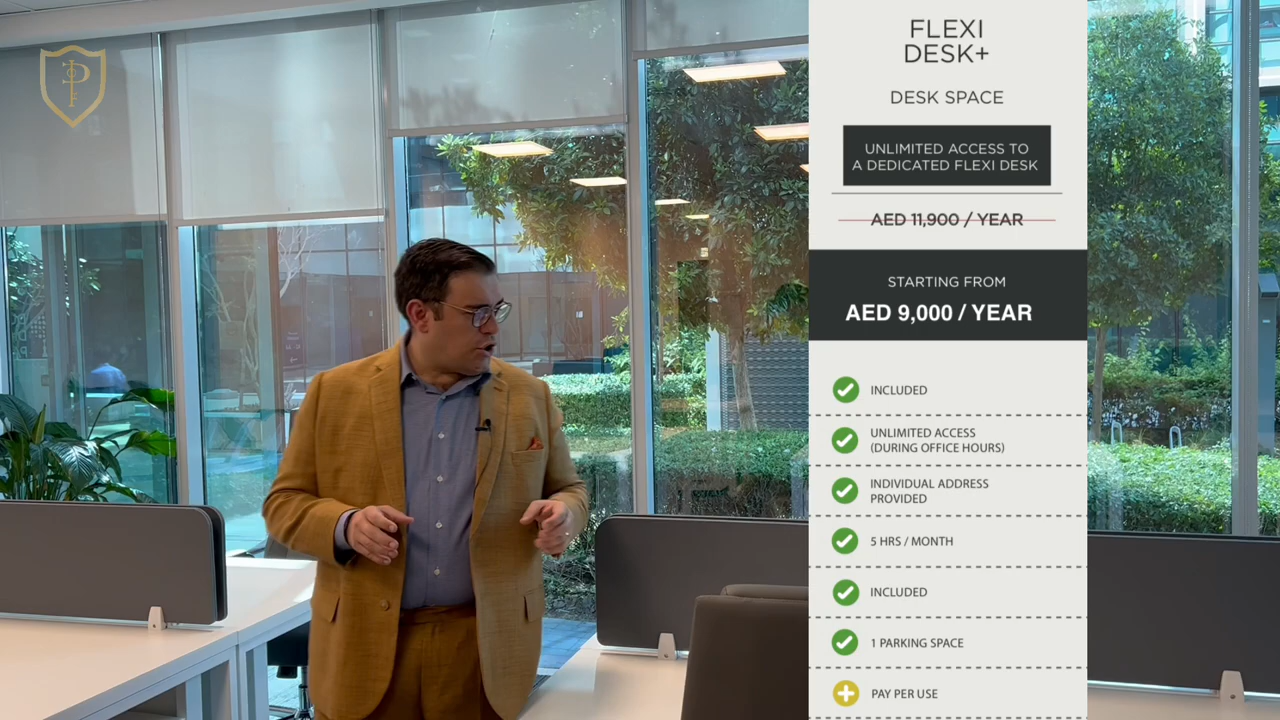 FLEXI
DESK+
DESK SPACE
UNLIMITED ACCESS TO
A DEDICATED FLEXI DESK
AED 11,900 / YEAR
STARTING FROM
AED 9,000 / YEAR
INCLUDED
UNLIMITED ACCESS
(DURING OFFICE HOURS)
INDIVIDUAL ADDRESS
PROVIDED
5 HRS / MONTH
INCLUDED
1 PARKING SPACE
PAY PER USE